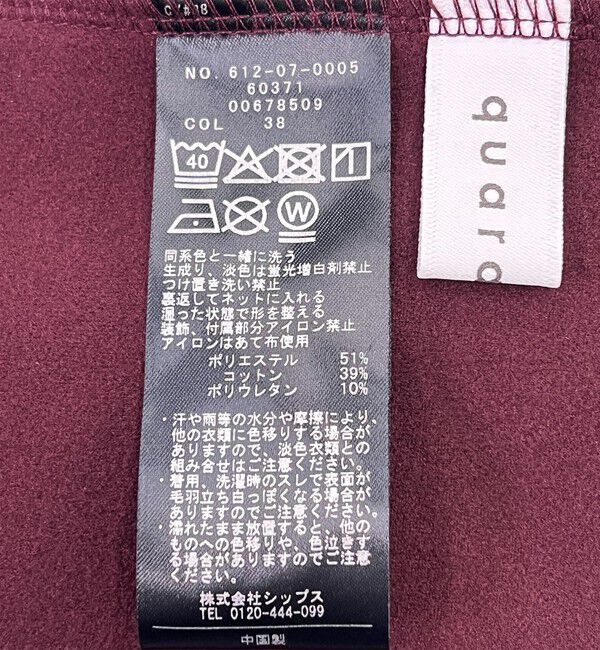 NO. 612-07-0005
60371
00678509
COL 38
40
W
同系色と一緒に洗う
生成り、淡色は蛍光増白剤禁止
つけ置き洗い禁止
裏返してネットに入れる
湿った状態で形を整える
装飾、付属部分アイロン禁止
アイロンはあて布使用
ポリエステル 51%
コットン 39%
ポリウレタン 10%
・汗や雨等の水分や摩擦により、
他の衣類に色移りする場合が
ありますので、淡色衣類との
組み合せはご注意ください。
・着用、洗濯時のスレで表面が
毛羽立ち白っぽくなる場合が
ありますのでご注意ください。
・濡れたまま放置すると、他の
ものへの色移りや、色泣きす
る場合がありますのでご注意
ください。
株式会社シップス
TEL 0120-444-099
中国製
quaro